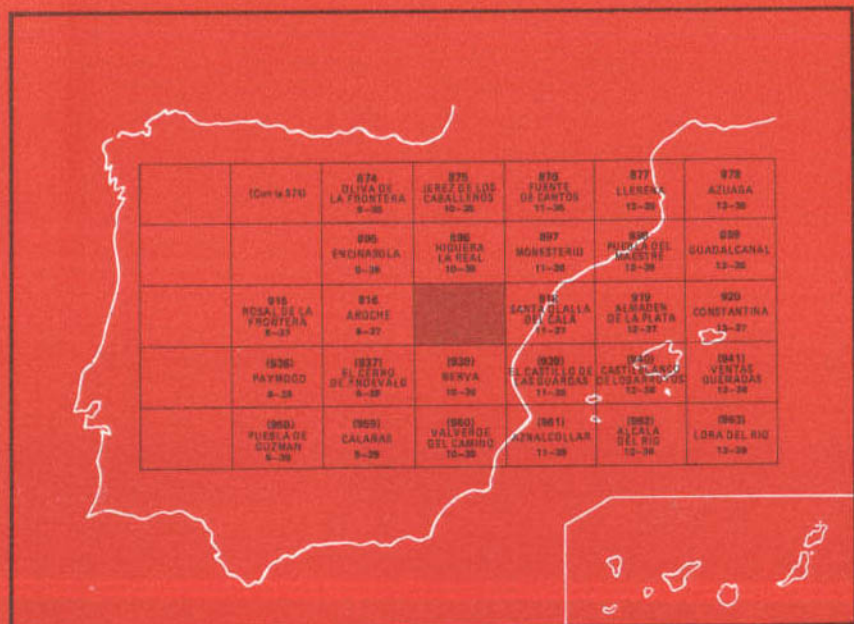 (Con la 874)
874
OLIVA DE
LA FRONTERA
9-35
875
JEREZ DE LOS
CABALLEROS
10-35
876
FUENTE
DE CANTOS
11-35
877
LLERENA
12-35
878
AZUAGA
13-35
895
ENCINASOLA
9-36
896
HIGUERA
LA REAL
10-36
897
MONESTERIO
11-36
898
PUEBLA DEL
MAESTRE
12-36
899
GUADALCANAL
13-36
915
ROSAL DE LA
FRONTERA
8-37
916
AROCHE
9-37
918
SANTA OLALLA
DEL CALA
11-37
919
ALMADEN
DE LA PLATA
12-37
920
CONSTANTINA
13-37
(936)
PAYMOGO
8-38
(937)
EL CERRO
DE ANDEVALO
9-38
(938)
NERVA
10-38
(939)
EL CASTILLO DE
LAS GUARDAS
11-38
(940)
CASTILBLANCO
DE LOS ARROYOS
12-38
(941)
VENTAS
QUEMADAS
13-38
(958)
PUEBLA DE
GUZMAN
8-39
(959)
CALAÑAS
9-39
(960)
VALVERDE
DEL CAMINO
10-39
(961)
AZNALCOLLAR
11-39
(962)
ALCALA
DEL RIO
12-39
(963)
LORA DEL RIO
13-39